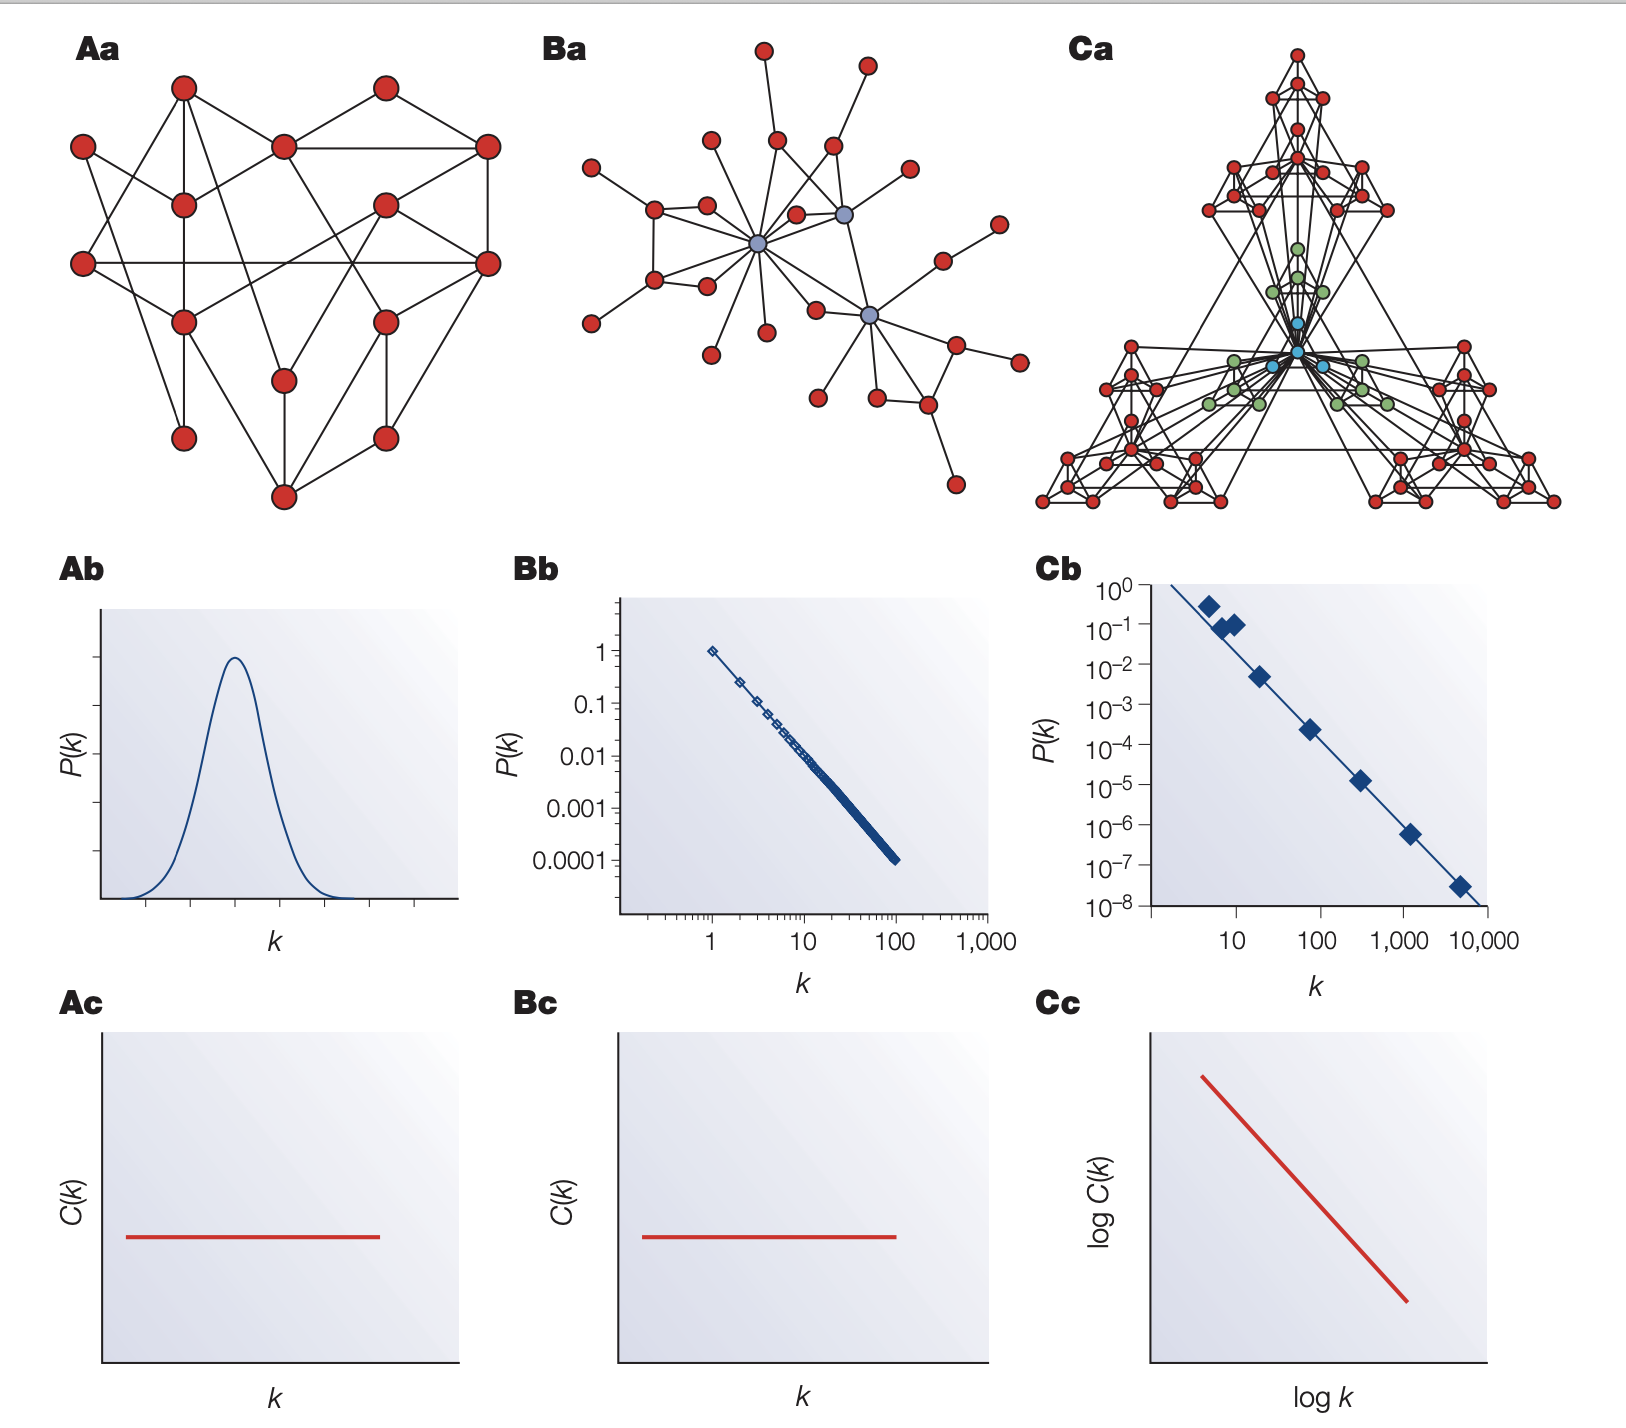 Aa
Ba
Ca
Ab
Bb
Cb
P(k)
k
P(k)
1
0.1
0.01
0.001
0.0001
1 10 100 1,000
k
P(k)
10⁰
10⁻¹
10⁻²
10⁻³
10⁻⁴
10⁻⁵
10⁻⁶
10⁻⁷
10⁻⁸
10 100 1,000 10,000
k
Ac
Bc
Cc
C(k)
k
C(k)
k
log C(k)
log k